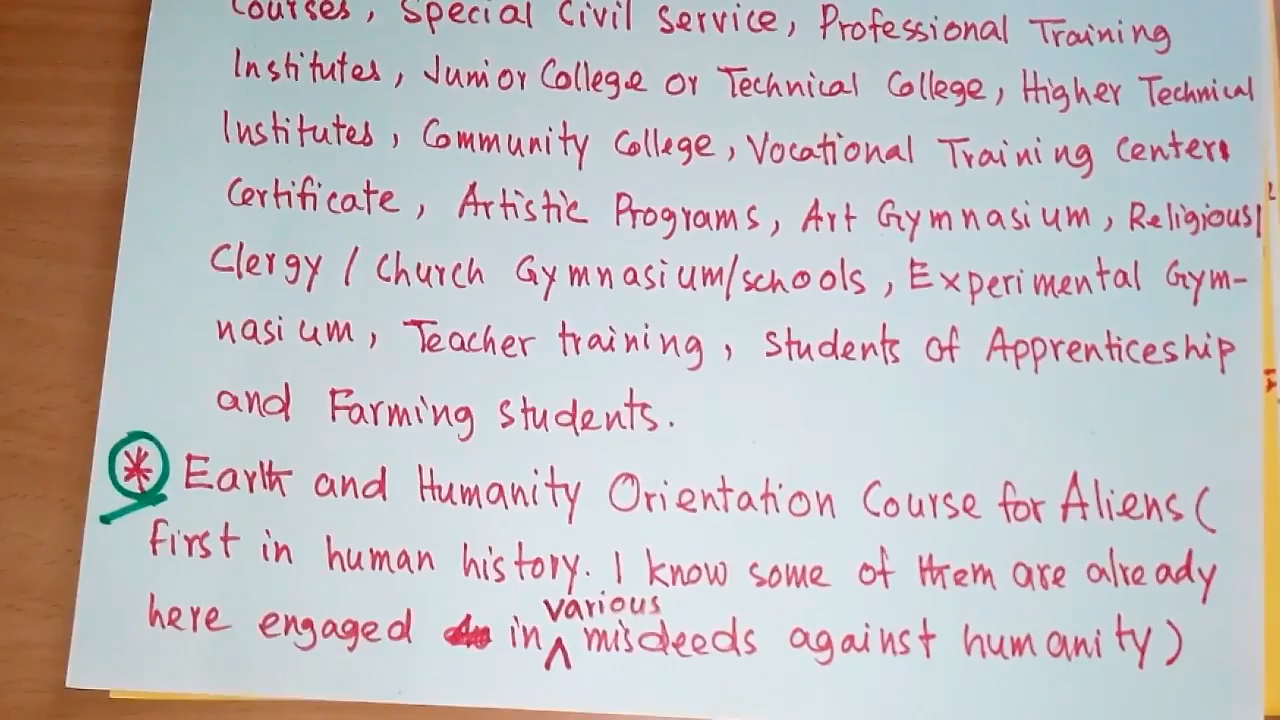 Courses, Special Civil Service, Professional Training
Institutes, Junior College or Technical College, Higher Technical
Institutes, Community College, Vocational Training Centers
Certificate, Artistic Programs, Art Gymnasium, Religious/
Clergy / Church Gymnasium/schools, Experimental Gym-
nasium, Teacher training, Students of Apprenticeship
and Farming students.
* Earth and Humanity Orientation Course for Aliens (
First in human history. I know some of them are already
here engaged in various misdeeds against humanity)